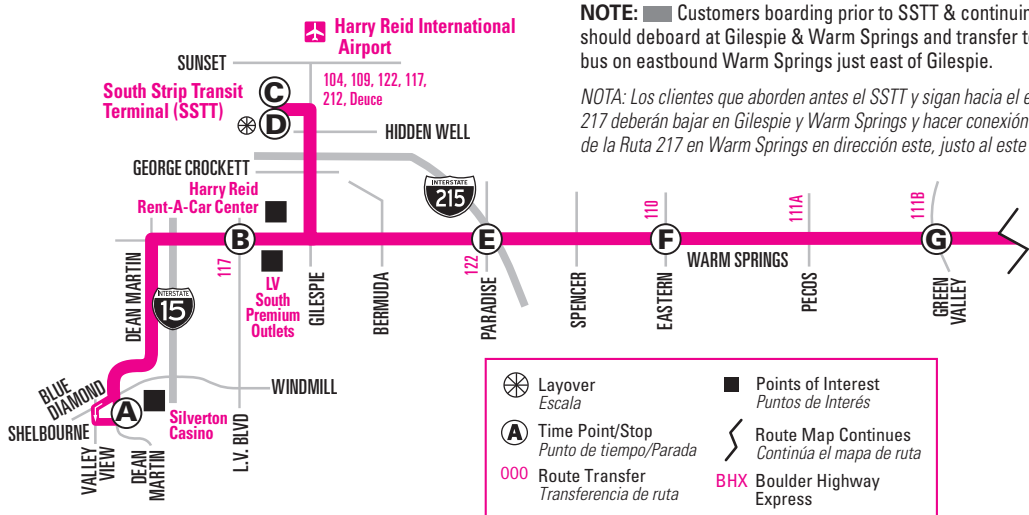 NOTE: Customers boarding prior to SSTT & continuin
should deboard at Gilespie & Warm Springs and transfer t
bus on eastbound Warm Springs just east of Gilespie.
NOTA: Los clientes que aborden antes el SSTT y sigan hacia el e
217 deberán bajar en Gilespie y Warm Springs y hacer conexión
de la Ruta 217 en Warm Springs en dirección este, justo al este
Harry Reid International
Airport
SUNSET
104, 109, 122, 117,
212, Deuce
South Strip Transit
Terminal (SSTT)
C
D
HIDDEN WELL
GEORGE CROCKETT
INTERSTATE
215
Harry Reid
Rent-A-Car Center
B
E
F
G
117
122
110
111A
111B
WARM SPRINGS
DEAN MARTIN
INTERSTATE
15
LV
South
Premium
Outlets
GILESPIE
BERMUDA
PARADISE
SPENCER
EASTERN
PECOS
GREEN
VALLEY
BLUE
DIAMOND
WINDMILL
A
SHELBOURNE
Silverton
Casino
VALLEY
VIEW
DEAN
MARTIN
L.V. BLVD
Layover
Escala
A Time Point/Stop
Punto de tiempo/Parada
000 Route Transfer
Transferencia de ruta
Points of Interest
Puntos de Interés
Route Map Continues
Continúa el mapa de ruta
BHX Boulder Highway
Express